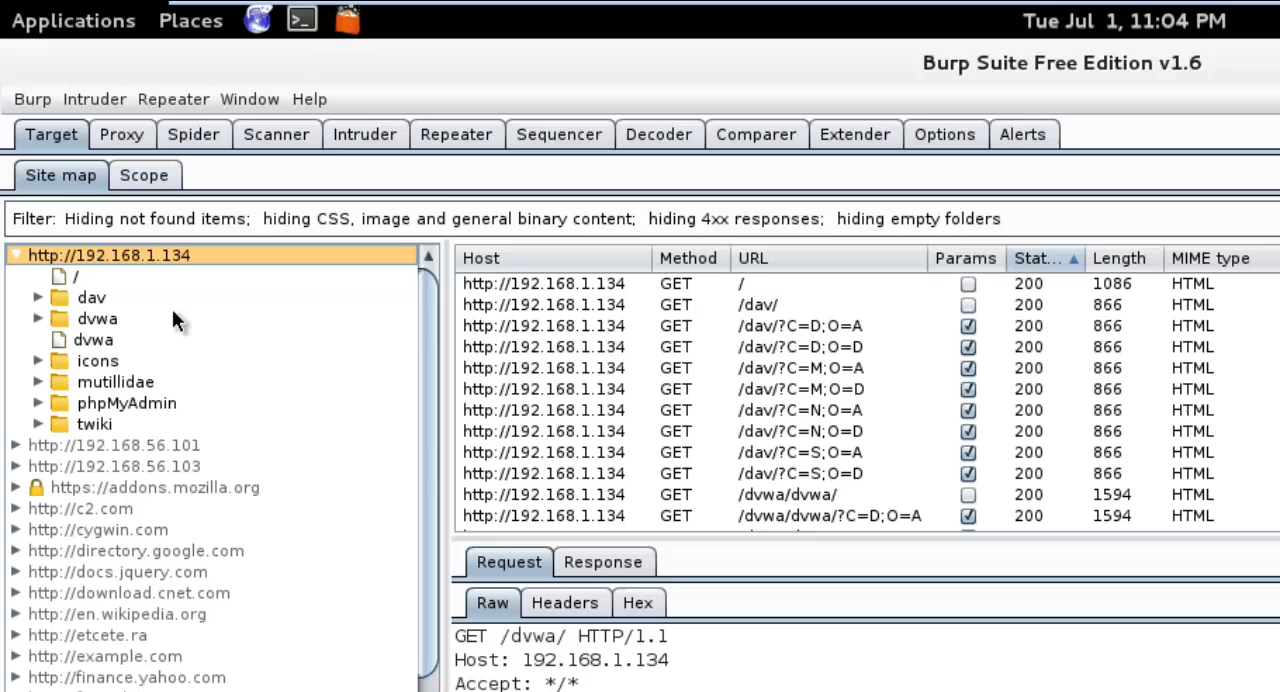 Applications Places Tue Jul 1, 11:04 PM
Burp Suite Free Edition v1.6
Burp Intruder Repeater Window Help
Target Proxy Spider Scanner Intruder Repeater Sequencer Decoder Comparer Extender Options Alerts
Site map Scope
Filter: Hiding not found items; hiding CSS, image and general binary content; hiding 4xx responses; hiding empty folders
http://192.168.1.134
/
dav
dvwa
dvwa
icons
mutillidae
phpMyAdmin
twiki
http://192.168.56.101
http://192.168.56.103
https://addons.mozilla.org
http://c2.com
http://cygwin.com
http://directory.google.com
http://docs.jquery.com
http://download.cnet.com
http://en.wikipedia.org
http://etcete.ra
http://example.com
http://finance.yahoo.com
Host Method URL Params Stat... Length MIME type
http://192.168.1.134 GET / 200 1086 HTML
http://192.168.1.134 GET /dav/ 200 866 HTML
http://192.168.1.134 GET /dav/?C=D;O=A 200 866 HTML
http://192.168.1.134 GET /dav/?C=D;O=D 200 866 HTML
http://192.168.1.134 GET /dav/?C=M;O=A 200 866 HTML
http://192.168.1.134 GET /dav/?C=M;O=D 200 866 HTML
http://192.168.1.134 GET /dav/?C=N;O=A 200 866 HTML
http://192.168.1.134 GET /dav/?C=N;O=D 200 866 HTML
http://192.168.1.134 GET /dav/?C=S;O=A 200 866 HTML
http://192.168.1.134 GET /dav/?C=S;O=D 200 866 HTML
http://192.168.1.134 GET /dvwa/dvwa/ 200 1594 HTML
http://192.168.1.134 GET /dvwa/dvwa/?C=D;O=A 200 1594 HTML
Request Response
Raw Headers Hex
GET /dvwa/ HTTP/1.1
Host: 192.168.1.134
Accept: */*